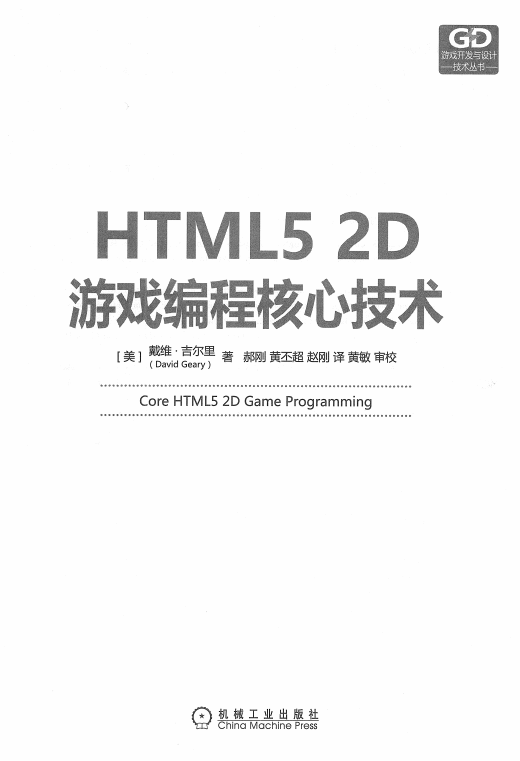 GD
游戏开发与设计
技术丛书
HTML5 2D
游戏编程核心技术
[美] 戴维·吉尔里 著 郝刚 黄丕超 赵刚 译 黄敏 审校
(David Geary)
Core HTML5 2D Game Programming
机械工业出版社
China Machine Press